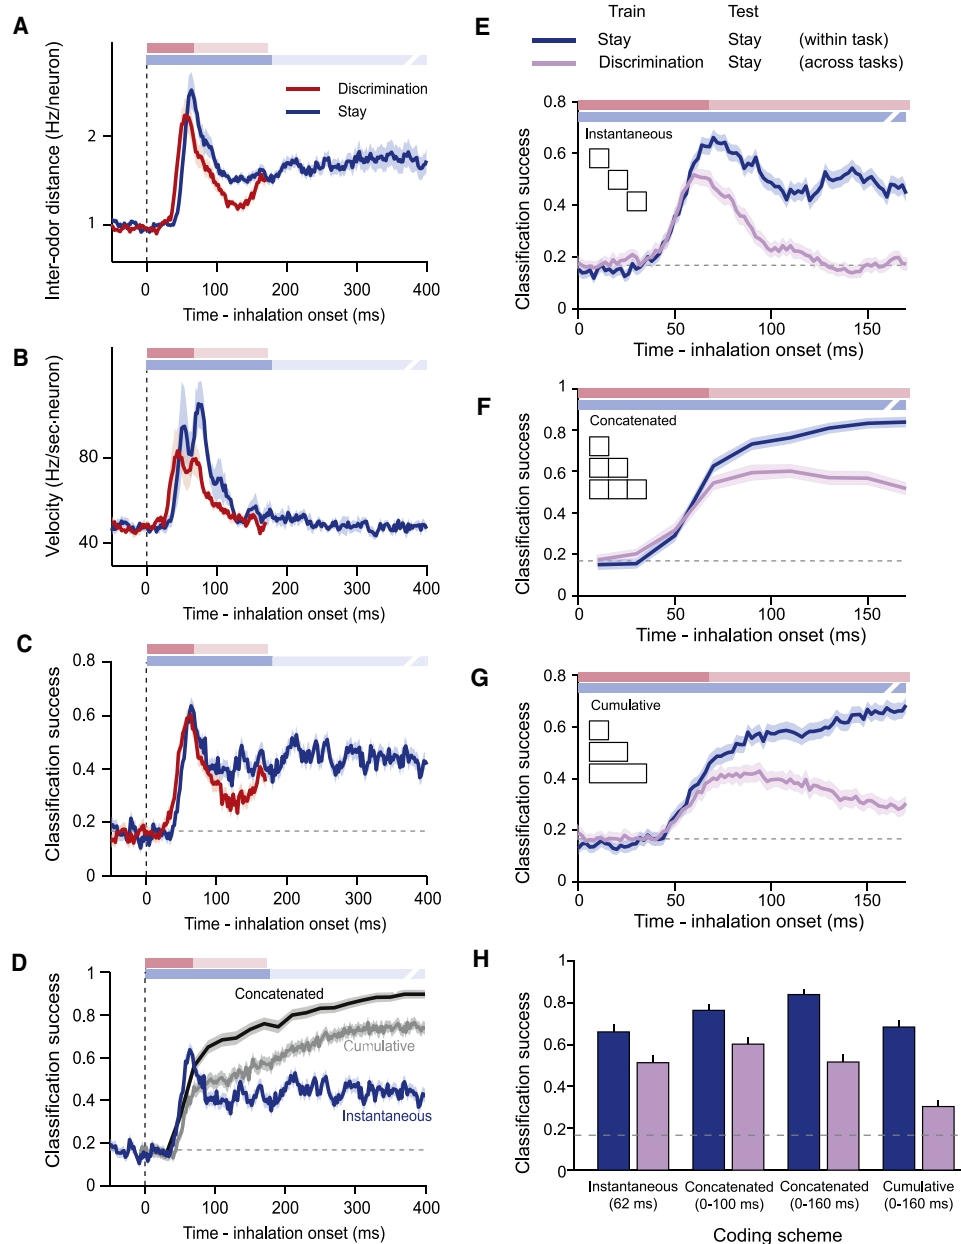 A
Inter-odor distance (Hz/neuron)
2
1
Discrimination
Stay
0 100 200 300 400
Time - inhalation onset (ms)
B
Velocity (Hz/sec·neuron)
80
40
0 100 200 300 400
Time - inhalation onset (ms)
C
Classification success
0.8
0.6
0.4
0.2
0
0 100 200 300 400
Time - inhalation onset (ms)
D
Classification success
1
0.8
0.6
0.4
0.2
0
Concatenated
Cumulative
Instantaneous
0 100 200 300 400
Time - inhalation onset (ms)
E
Train Test
Stay Stay (within task)
Discrimination Stay (across tasks)
Classification success
0.8
0.6
0.4
0.2
0
Instantaneous
0 50 100 150
Time - inhalation onset (ms)
F
Classification success
1
0.8
0.6
0.4
0.2
0
Concatenated
0 50 100 150
Time - inhalation onset (ms)
G
Classification success
0.8
0.6
0.4
0.2
0
Cumulative
0 50 100 150
Time - inhalation onset (ms)
H
Classification success
1
0.8
0.6
0.4
0.2
0
Instantaneous Concatenated Concatenated Cumulative
(62 ms) (0-100 ms) (0-160 ms) (0-160 ms)
Coding scheme